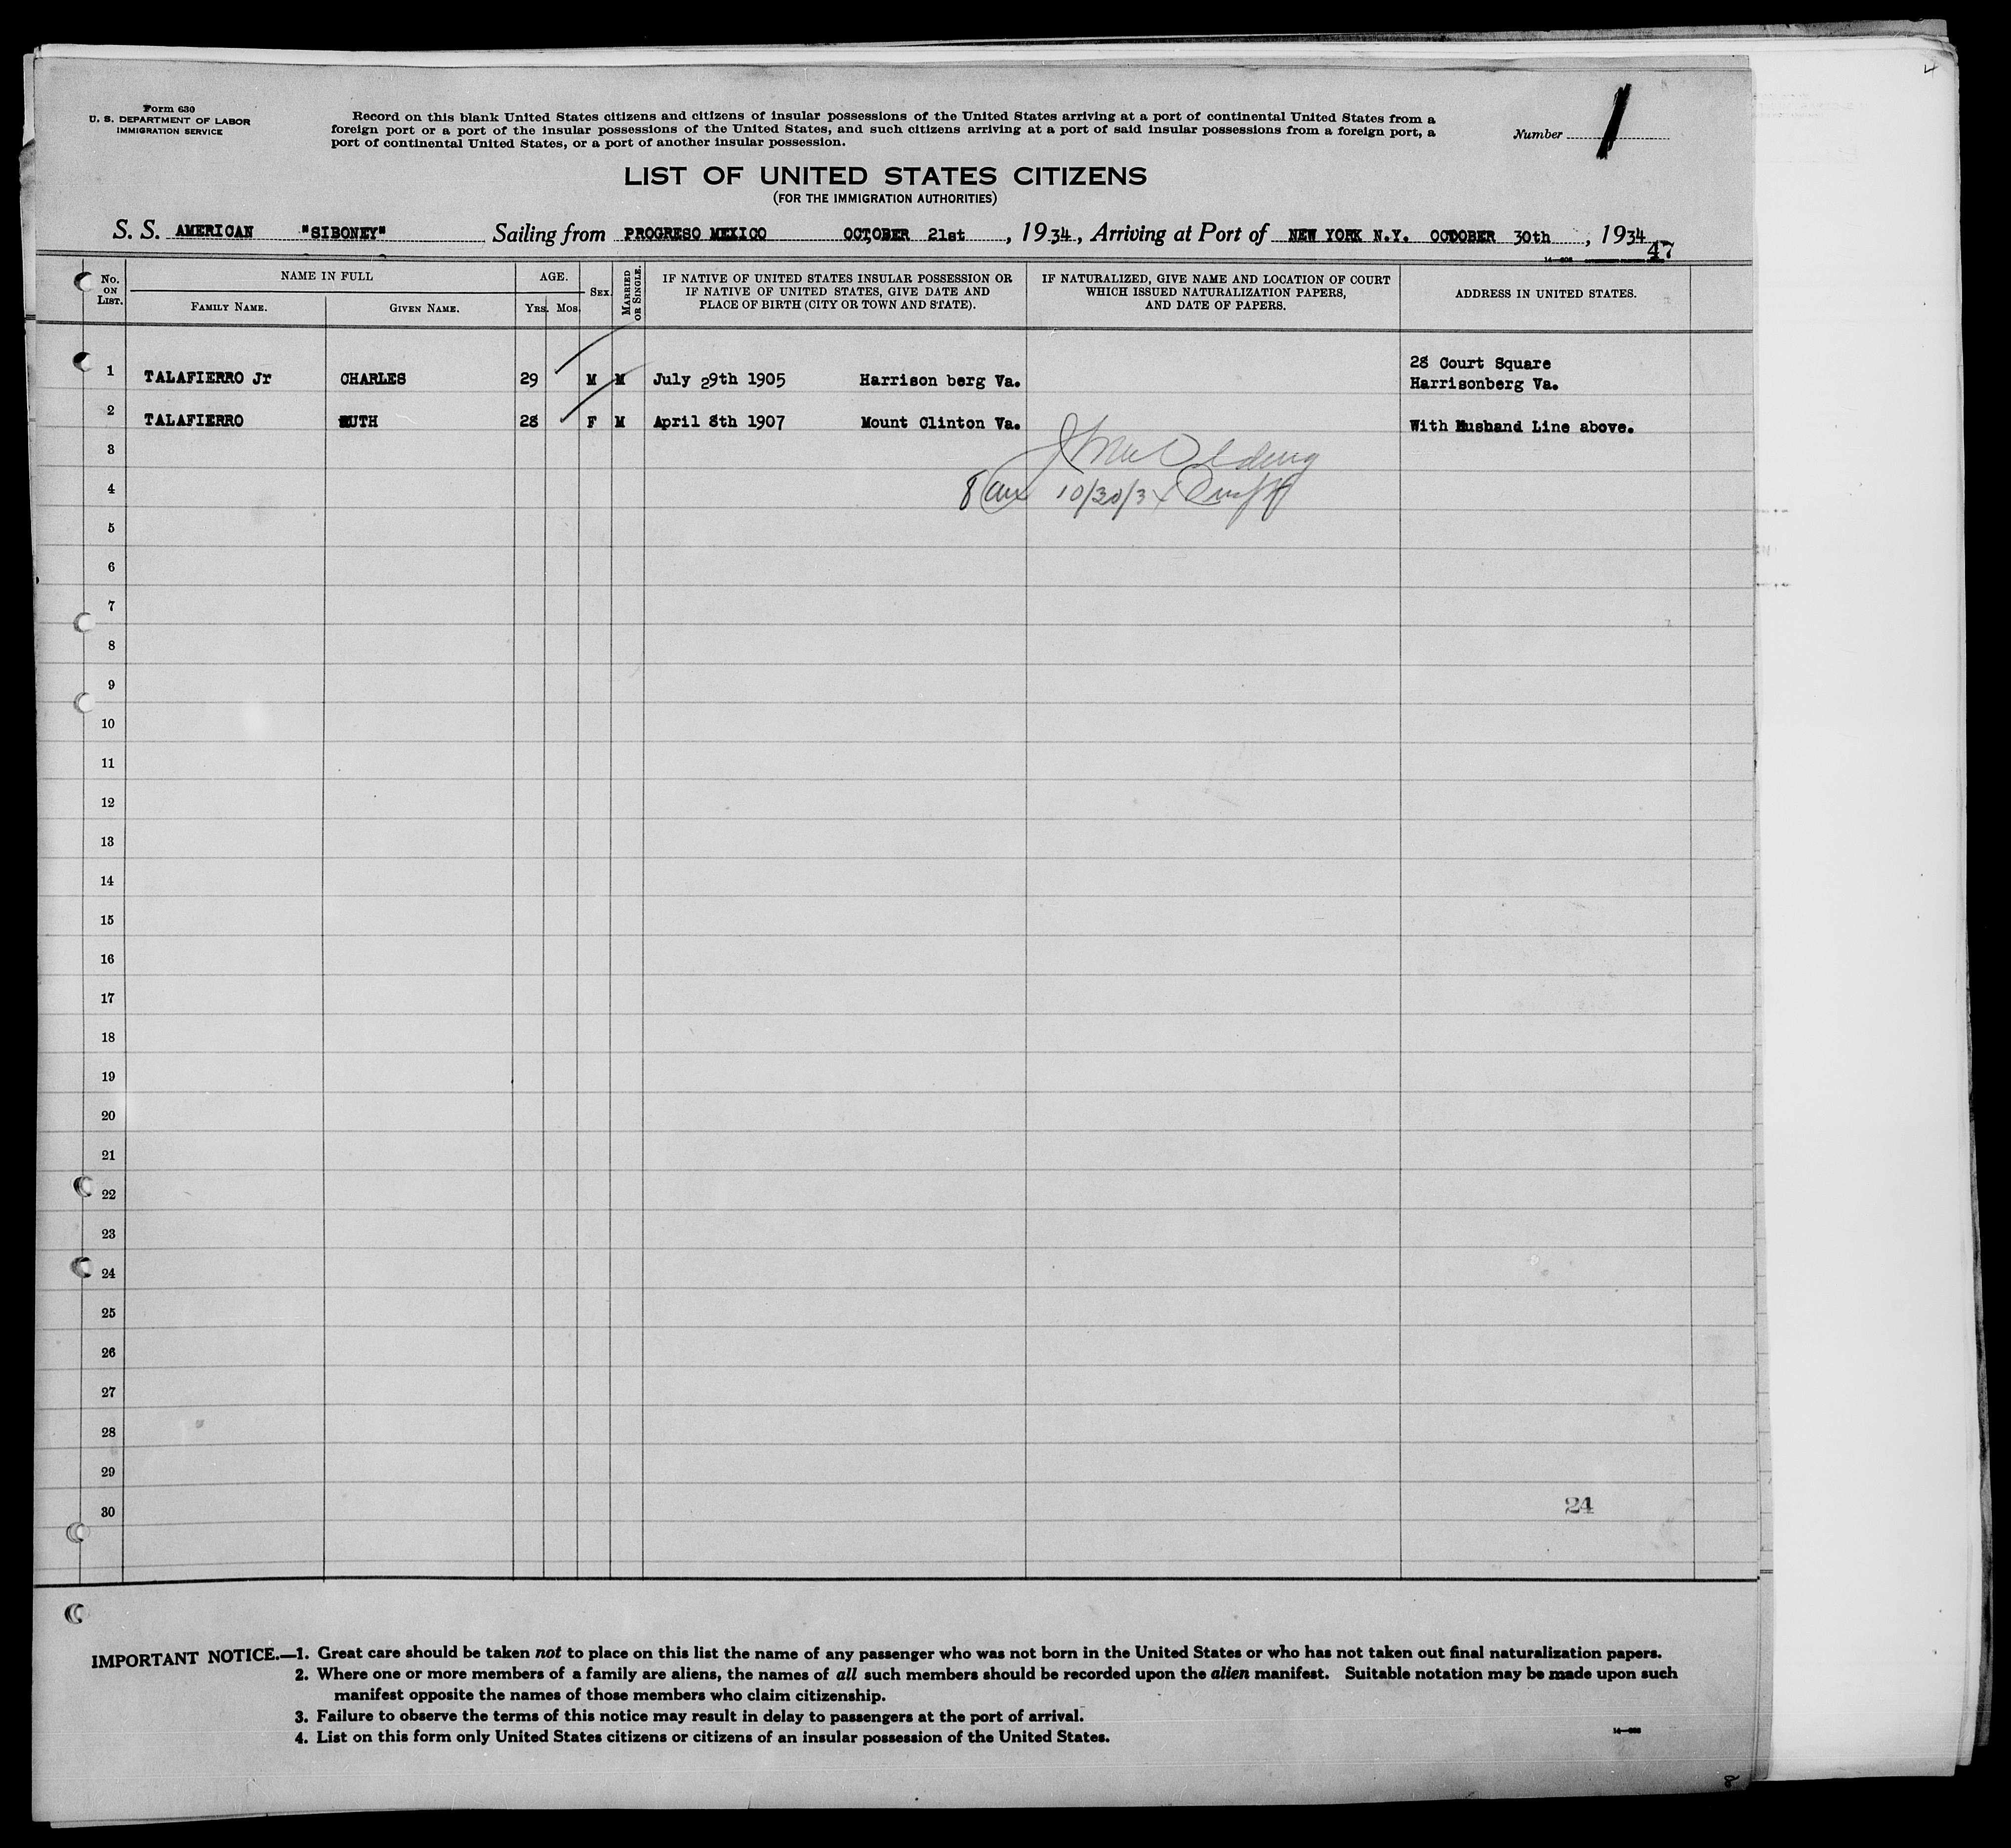 4
Form 630
U. S. DEPARTMENT OF LABOR
IMMIGRATION SERVICE
Record on this blank United States citizens and citizens of insular possessions of the United States arriving at a port of continental United States from a
foreign port or a port of the insular possessions of the United States, and such citizens arriving at a port of said insular possessions from a foreign port, a
port of continental United States, or a port of another insular possession.
Number 1
LIST OF UNITED STATES CITIZENS
(FOR THE IMMIGRATION AUTHORITIES)
S. S. AMERICAN "SIBONEY" Sailing from PROGRESO MEXICO OCTOBER 21st, 1934, Arriving at Port of NEW YORK N.Y. OCTOBER 30th, 1934
47
No. ON LIST.
NAME IN FULL
FAMILY NAME. GIVEN NAME.
AGE.
YRS. MOS.
SEX.
MARRIED OR SINGLE.
IF NATIVE OF UNITED STATES INSULAR POSSESSION OR
IF NATIVE OF UNITED STATES, GIVE DATE AND
PLACE OF BIRTH (CITY OR TOWN AND STATE).
IF NATURALIZED, GIVE NAME AND LOCATION OF COURT
WHICH ISSUED NATURALIZATION PAPERS,
AND DATE OF PAPERS.
ADDRESS IN UNITED STATES.
28 Court Square
1 TALAFIERRO Jr CHARLES 29 M M July 29th 1905 Harrison berg Va. Harrisonberg Va.
2 TALAFIERRO RUTH 28 F M April 8th 1907 Mount Clinton Va. With Husband Line above.
3
4 10/30/34
5
6
7
8
9
10
11
12
13
14
15
16
17
18
19
20
21
22
23
24
25
26
27
28
29
30
24
IMPORTANT NOTICE.—1. Great care should be taken not to place on this list the name of any passenger who was not born in the United States or who has not taken out final naturalization papers.
2. Where one or more members of a family are aliens, the names of all such members should be recorded upon the alien manifest. Suitable notation may be made upon such
manifest opposite the names of those members who claim citizenship.
3. Failure to observe the terms of this notice may result in delay to passengers at the port of arrival.
4. List on this form only United States citizens or citizens of an insular possession of the United States.
8